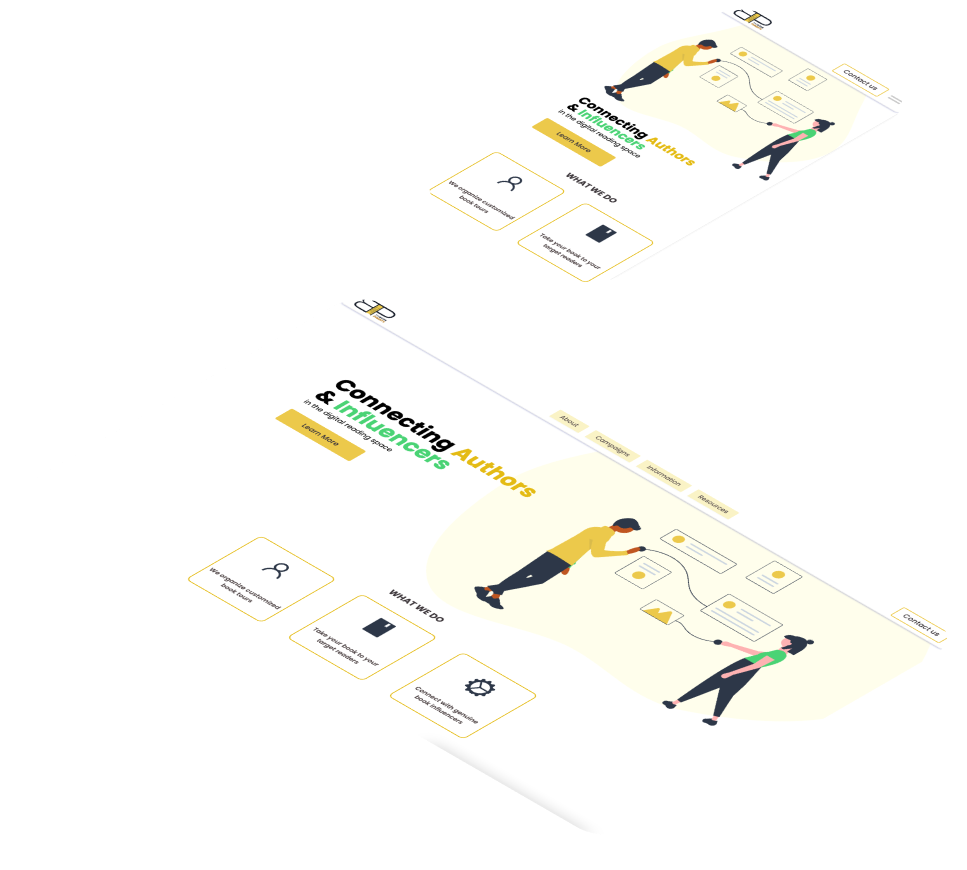 Contact us
Connecting Authors
& Influencers
in the digital reading space
Learn More
WHAT WE DO
We organize customized
book tours
Take your book to your
target readers
About
Campaigns
Information
Resources
Contact us
Connecting Authors
& Influencers
in the digital reading space
Learn More
WHAT WE DO
We organize customized
book tours
Take your book to your
target readers
Connect with genuine
book influencers